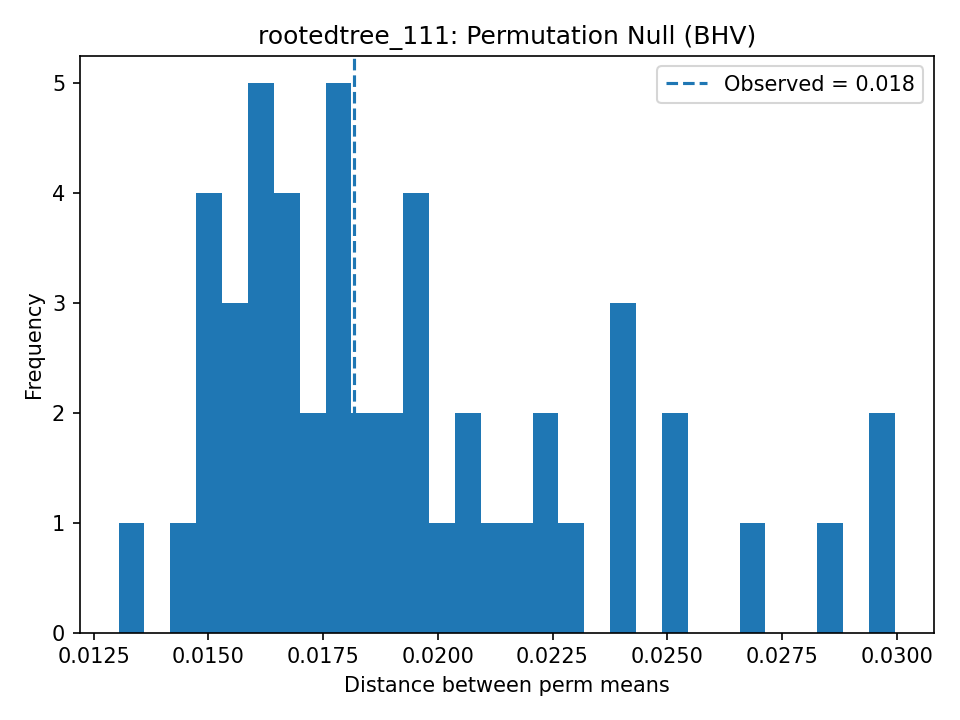 rootedtree_111: Permutation Null (BHV)
Observed = 0.018
Frequency
5
4
3
2
1
0
0.0125 0.0150 0.0175 0.0200 0.0225 0.0250 0.0275 0.0300
Distance between perm means